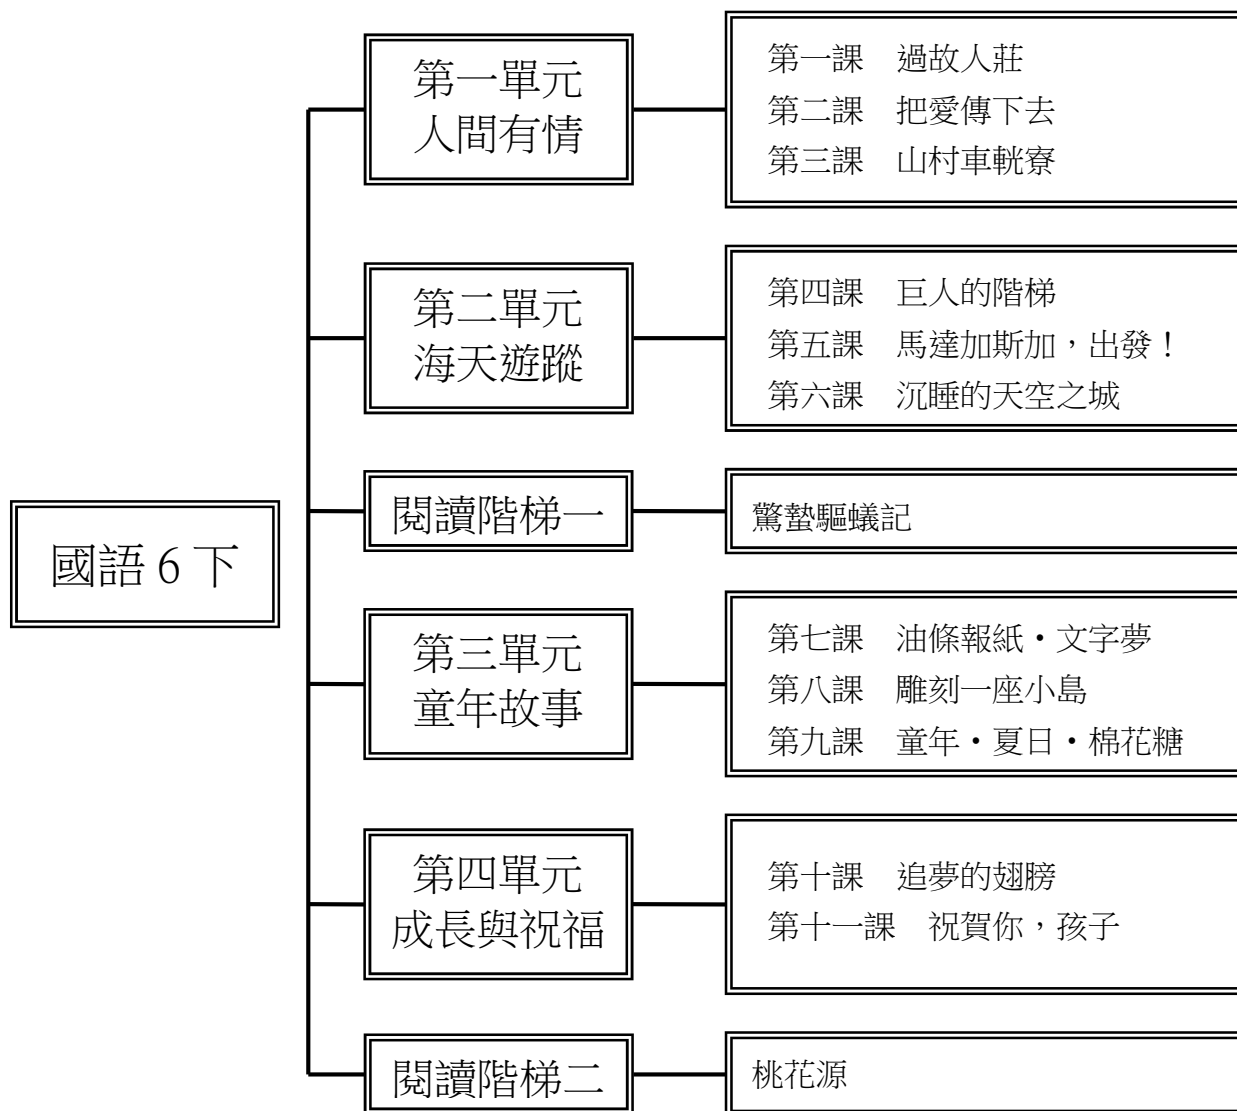 國語 6 下
第一單元
人間有情
第一課　過故人莊
第二課　把愛傳下去
第三課　山村車輄寮
第二單元
海天遊蹤
第四課　巨人的階梯
第五課　馬達加斯加，出發！
第六課　沉睡的天空之城
閱讀階梯一
驚蟄驅蟻記
第三單元
童年故事
第七課　油條報紙‧文字夢
第八課　雕刻一座小島
第九課　童年‧夏日‧棉花糖
第四單元
成長與祝福
第十課　追夢的翅膀
第十一課　祝賀你，孩子
閱讀階梯二
桃花源